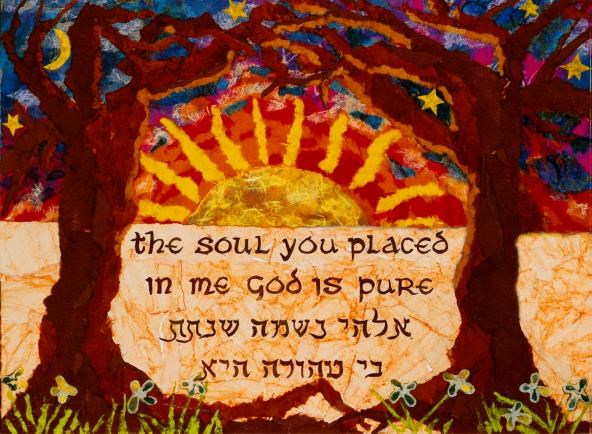 the soul you placed
in me God is pure
אלהי נשמה שנתת
בי טהורה היא